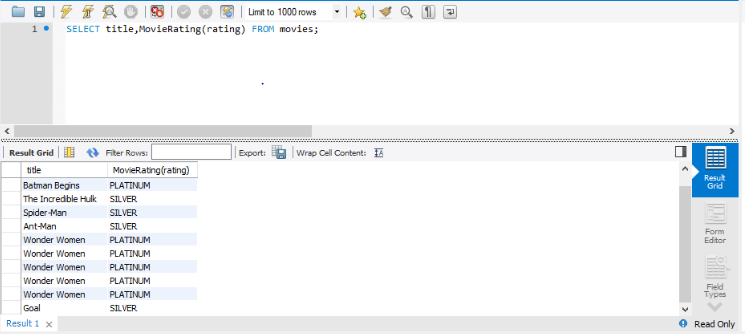 Limit to 1000 rows
1 SELECT title,MovieRating(rating) FROM movies;
Result Grid Filter Rows: Export: Wrap Cell Content:
title MovieRating(rating)
Batman Begins PLATINUM
The Incredible Hulk SILVER
Spider-Man SILVER
Ant-Man SILVER
Wonder Women PLATINUM
Wonder Women PLATINUM
Wonder Women PLATINUM
Wonder Women PLATINUM
Wonder Women PLATINUM
Goal SILVER
Result
Grid
Form
Editor
Field
Types
Result 1 Read Only